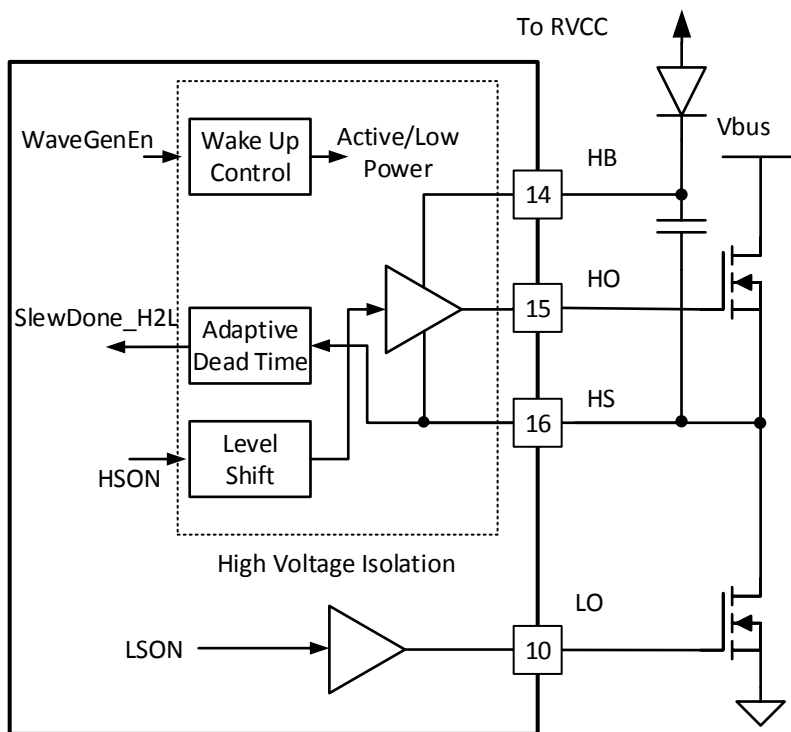 To RVCC
Vbus
WaveGenEn
Wake Up
Control
Active/Low
Power
HB
14
HO
15
SlewDone_H2L
Adaptive
Dead Time
HS
16
HSON
Level
Shift
High Voltage Isolation
LO
LSON
10